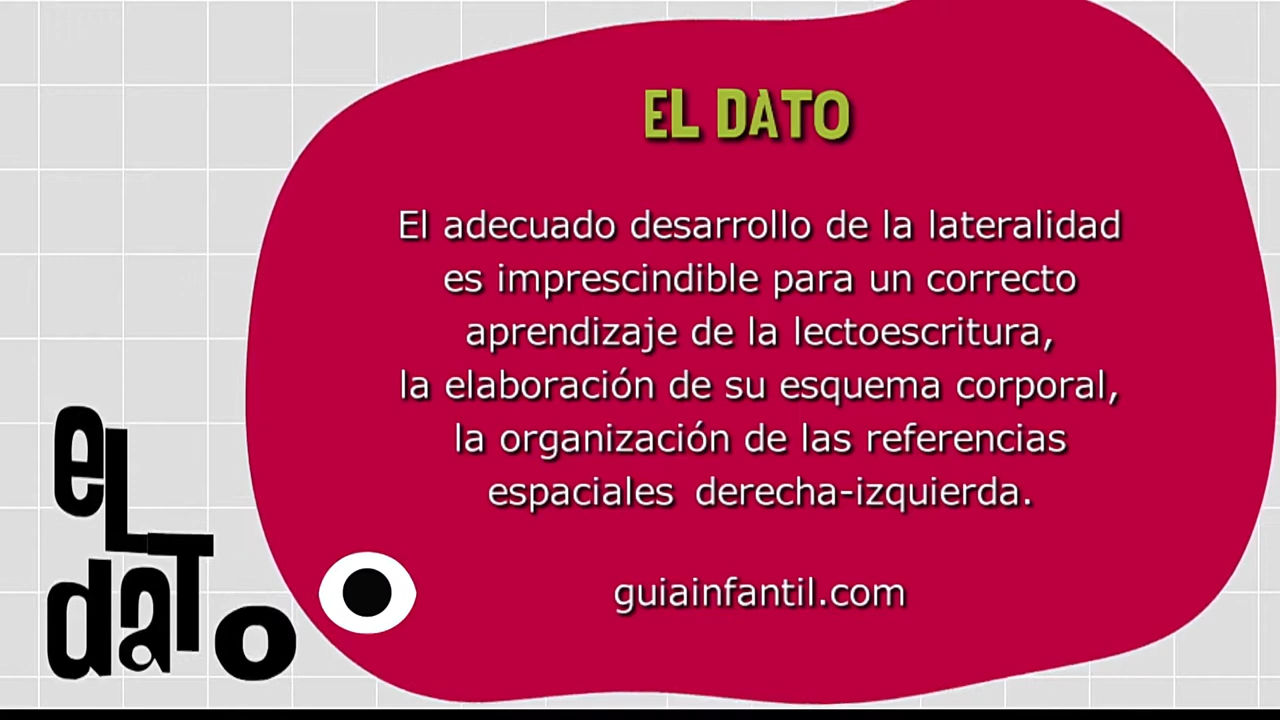 EL DATO
El adecuado desarrollo de la lateralidad
es imprescindible para un correcto
aprendizaje de la lectoescritura,
la elaboración de su esquema corporal,
la organización de las referencias
espaciales derecha-izquierda.
guiainfantil.com
eL
daTo